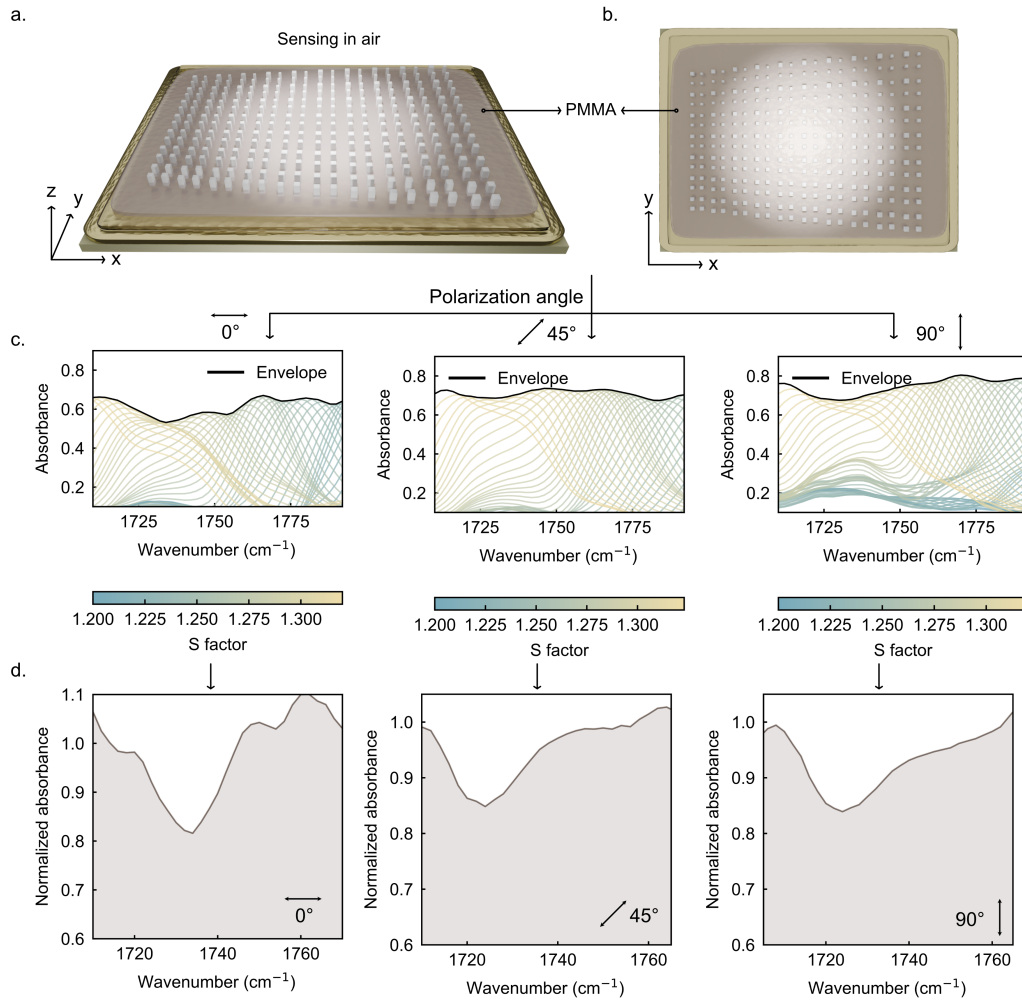 a.
b.
Sensing in air
PMMA
z
y
x
y
x
Polarization angle
0°
45°
90°
c.
Envelope
Envelope
Envelope
Absorbance
Absorbance
Absorbance
0.8
0.6
0.4
0.2
0.8
0.6
0.4
0.2
0.8
0.6
0.4
0.2
1725 1750 1775
1725 1750 1775
1725 1750 1775
Wavenumber (cm⁻¹)
Wavenumber (cm⁻¹)
Wavenumber (cm⁻¹)
1.200 1.225 1.250 1.275 1.300
1.200 1.225 1.250 1.275 1.300
1.200 1.225 1.250 1.275 1.300
S factor
S factor
S factor
d.
Normalized absorbance
1.1
1.0
0.9
0.8
0.7
0.6
0°
1720 1740 1760
Wavenumber (cm⁻¹)
Normalized absorbance
1.0
0.9
0.8
0.7
0.6
45°
1720 1740 1760
Wavenumber (cm⁻¹)
Normalized absorbance
1.0
0.9
0.8
0.7
0.6
90°
1720 1740 1760
Wavenumber (cm⁻¹)